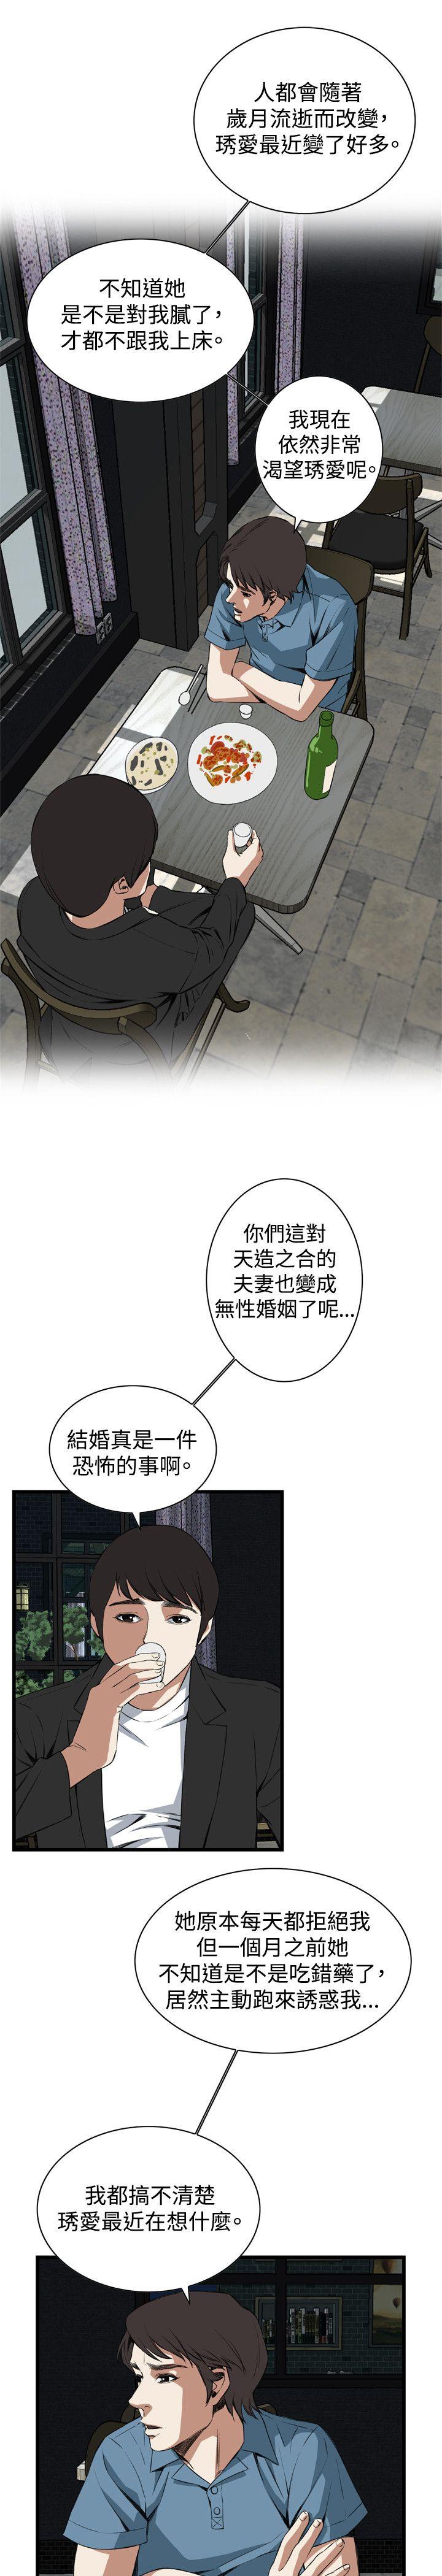 人都會隨著
歲月流逝而改變，
琇愛最近變了好多。
不知道她
是不是對我膩了，
才都不跟我上床。
我現在
依然非常
渴望琇愛呢。
你們這對
天造之合的
夫妻也變成
無性婚姻了呢...
結婚真是一件
恐怖的事啊。
她原本每天都拒絕我
但一個月之前她
不知道是不是吃錯藥了，
居然主動跑來誘惑我...
我都搞不清楚
琇愛最近在想什麼。